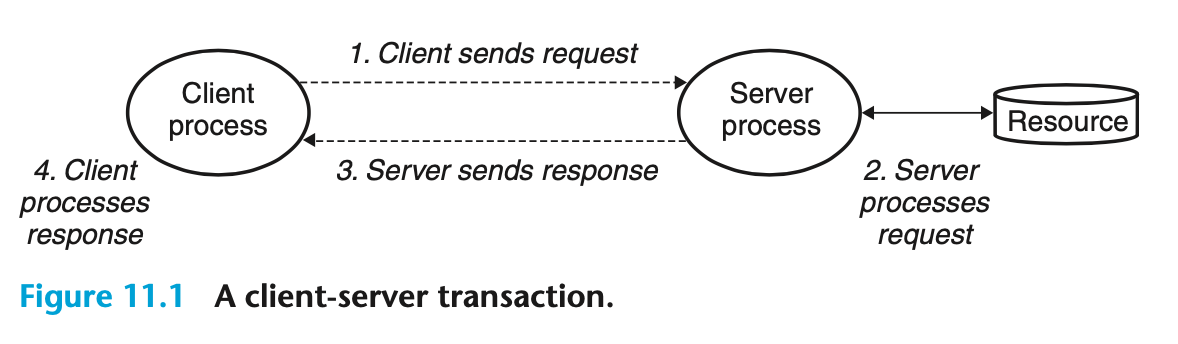 1. Client sends request
Client
process
Server
process
Resource
3. Server sends response
4. Client
processes
response
2. Server
processes
request
Figure 11.1 A client-server transaction.